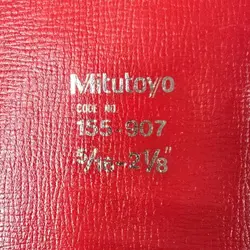 Mitutoyo
CODE NO.
155-907
5/16-2 1/8"